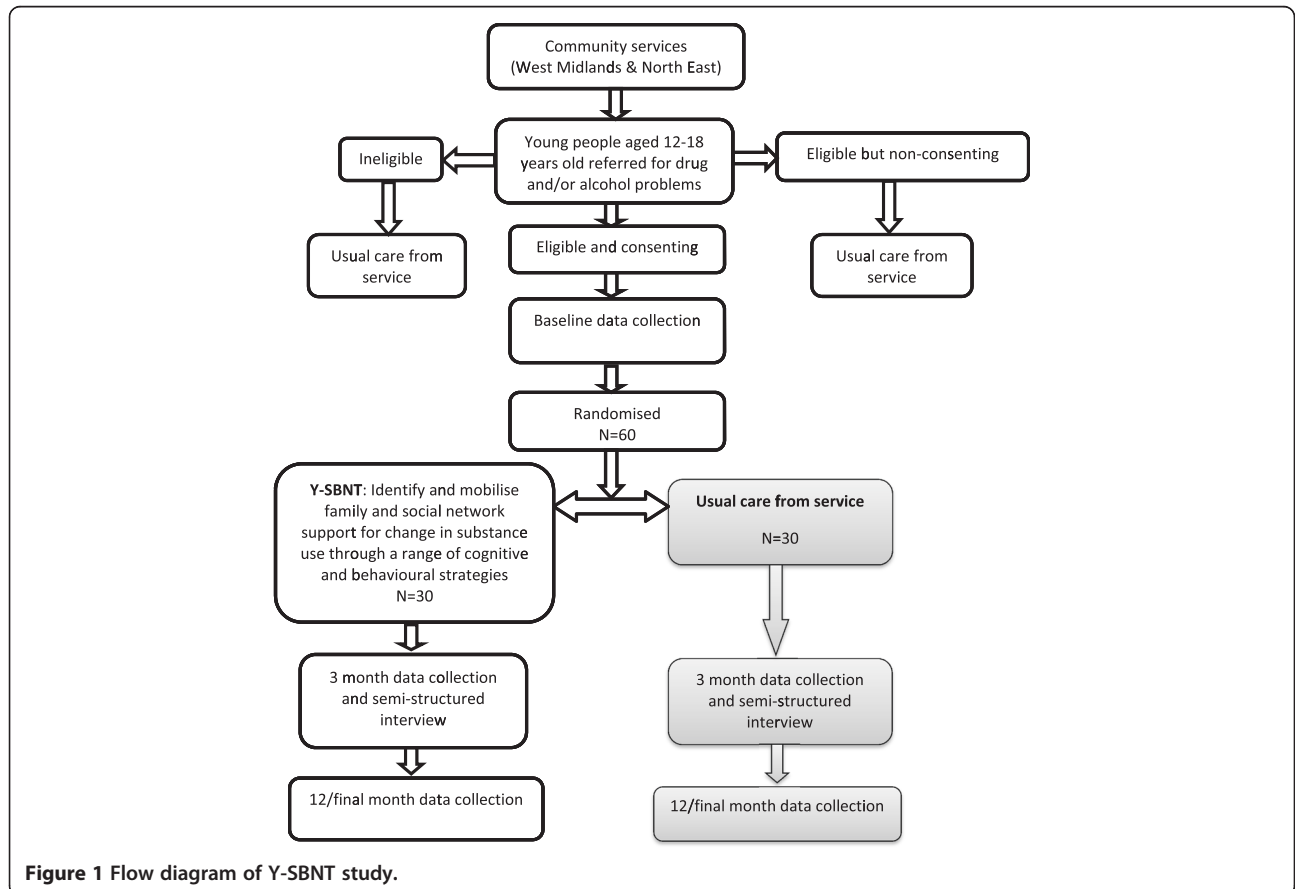 Community services
(West Midlands & North East)
Young people aged 12-18
years old referred for drug
and/or alcohol problems
Ineligible
Eligible but non-consenting
Usual care from
service
Eligible and consenting
Usual care from
service
Baseline data collection
Randomised
N=60
Y-SBNT: Identify and mobilise
family and social network
support for change in substance
use through a range of cognitive
and behavioural strategies
N=30
Usual care from service
N=30
3 month data collection
and semi-structured
interview
3 month data collection
and semi-structured
interview
12/final month data collection
12/final month data collection
Figure 1 Flow diagram of Y-SBNT study.